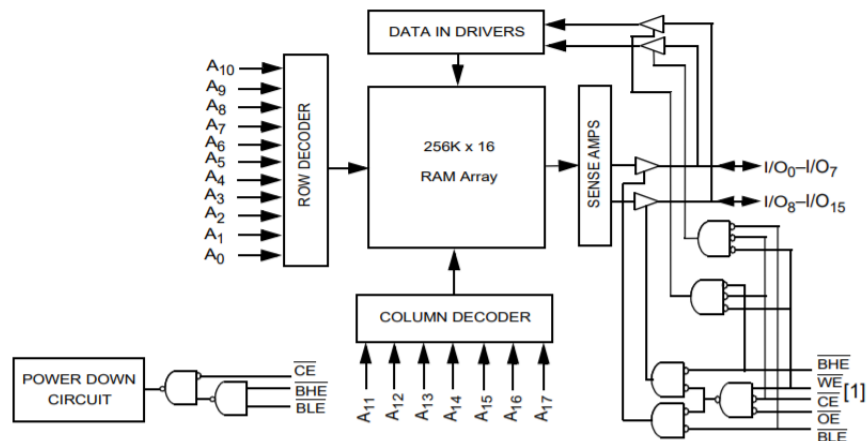 DATA IN DRIVERS
A10
A9
A8
A7
A6
A5
A4
A3
A2
A1
A0
ROW DECODER
256K x 16
RAM Array
SENSE AMPS
I/O0–I/O7
I/O8–I/O15
COLUMN DECODER
A11
A12
A13
A14
A15
A16
A17
POWER DOWN
CIRCUIT
CE
BHE
BLE
BHE
WE
CE [1]
OE
BLE